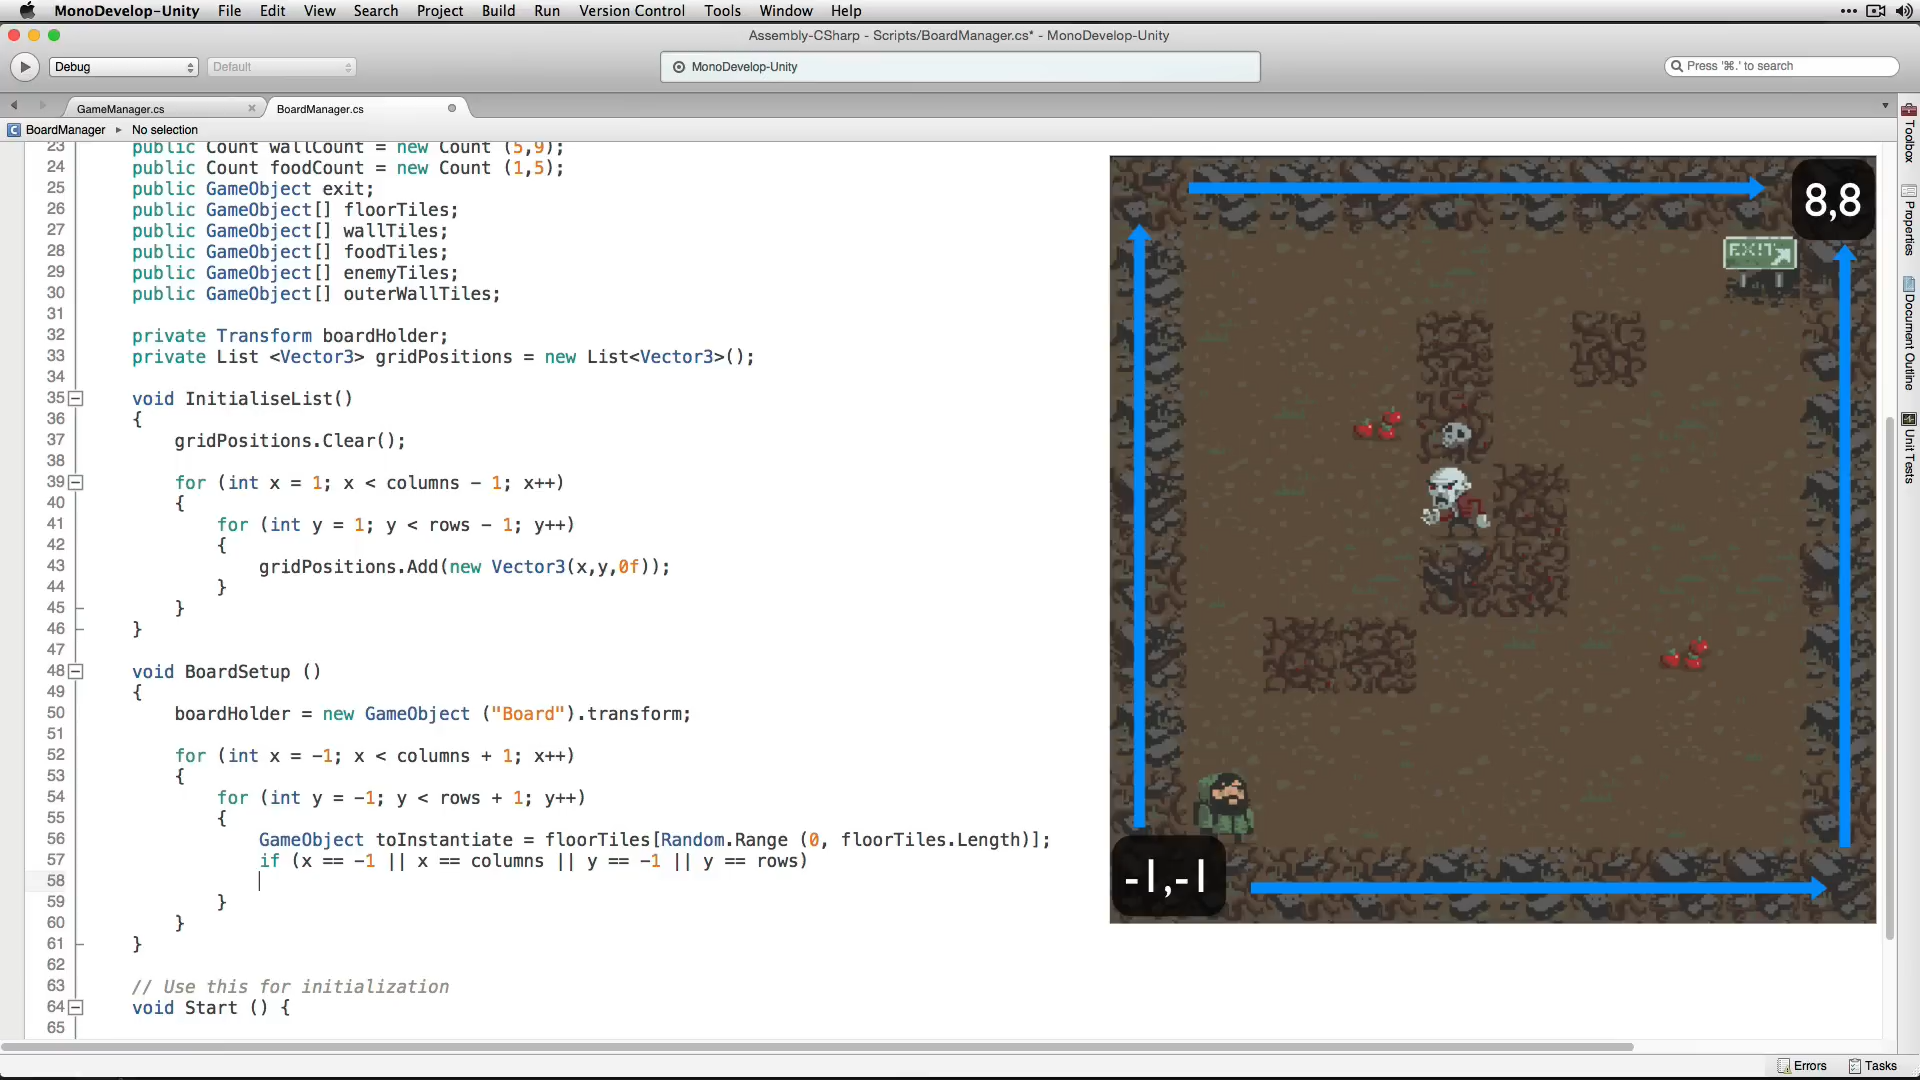 MonoDevelop-Unity File Edit View Search Project Build Run Version Control Tools Window Help
Assembly-CSharp - Scripts/BoardManager.cs* - MonoDevelop-Unity
Debug Default MonoDevelop-Unity Press '⌘.' to search
GameManager.cs BoardManager.cs
BoardManager No selection
23 public Count wallCount = new Count (5,9);
24 public Count foodCount = new Count (1,5);
25 public GameObject exit;
26 public GameObject[] floorTiles;
27 public GameObject[] wallTiles;
28 public GameObject[] foodTiles;
29 public GameObject[] enemyTiles;
30 public GameObject[] outerWallTiles;
31
32 private Transform boardHolder;
33 private List <Vector3> gridPositions = new List<Vector3>();
34
35 void InitialiseList()
36 {
37 gridPositions.Clear();
38
39 for (int x = 1; x < columns - 1; x++)
40 {
41 for (int y = 1; y < rows - 1; y++)
42 {
43 gridPositions.Add(new Vector3(x,y,0f));
44 }
45 }
46 }
47
48 void BoardSetup ()
49 {
50 boardHolder = new GameObject ("Board").transform;
51
52 for (int x = -1; x < columns + 1; x++)
53 {
54 for (int y = -1; y < rows + 1; y++)
55 {
56 GameObject toInstantiate = floorTiles[Random.Range (0, floorTiles.Length)];
57 if (x == -1 || x == columns || y == -1 || y == rows)
58
59 }
60 }
61 }
62
63 // Use this for initialization
64 void Start () {
65
8,8
EXIT
-1,-1
Toolbox
Properties
Document Outline
Unit Tests
Errors Tasks